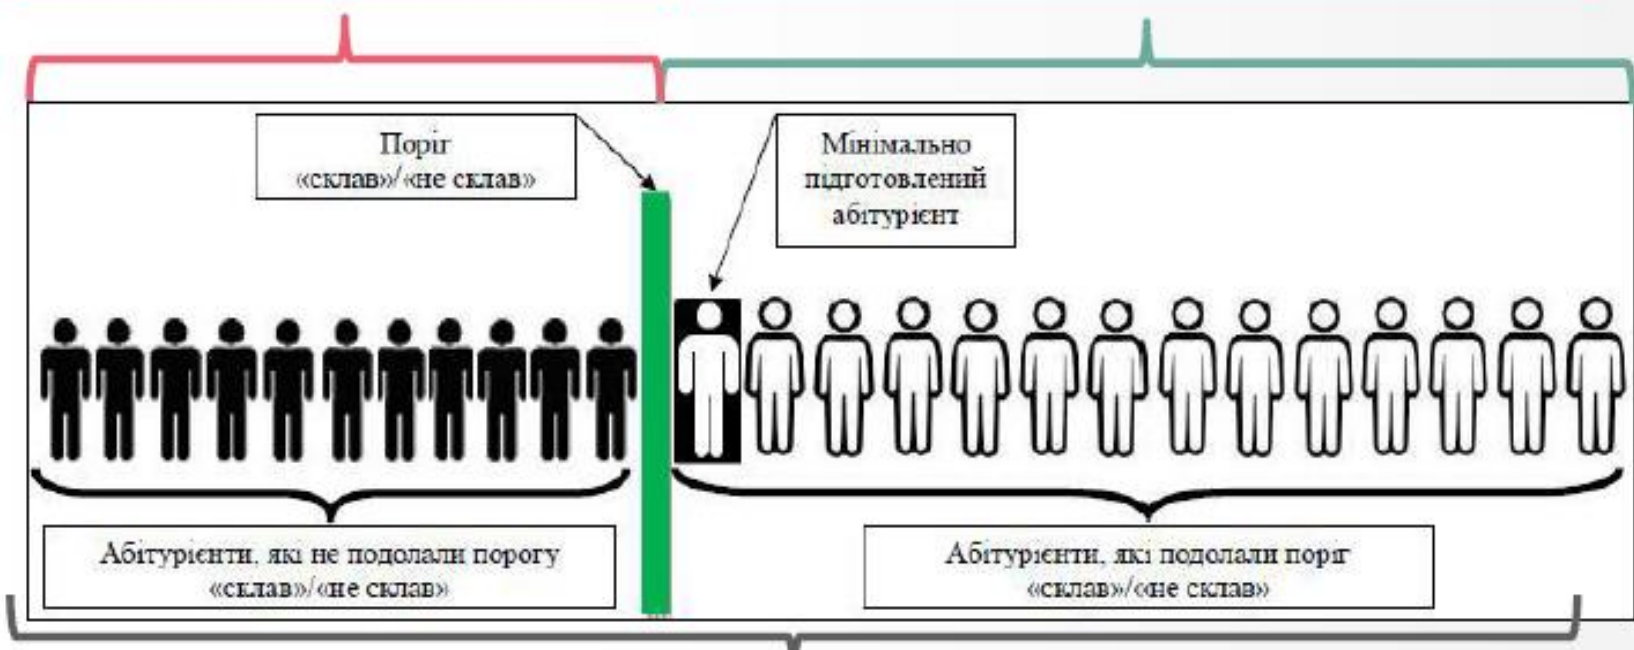 Поріг
«склав»/«не склав»
Мінімально
підготовлений
абітурієнт
Абітурієнти, які не подолали порогу
«склав»/«не склав»
Абітурієнти, які подолали поріг
«склав»/«не склав»